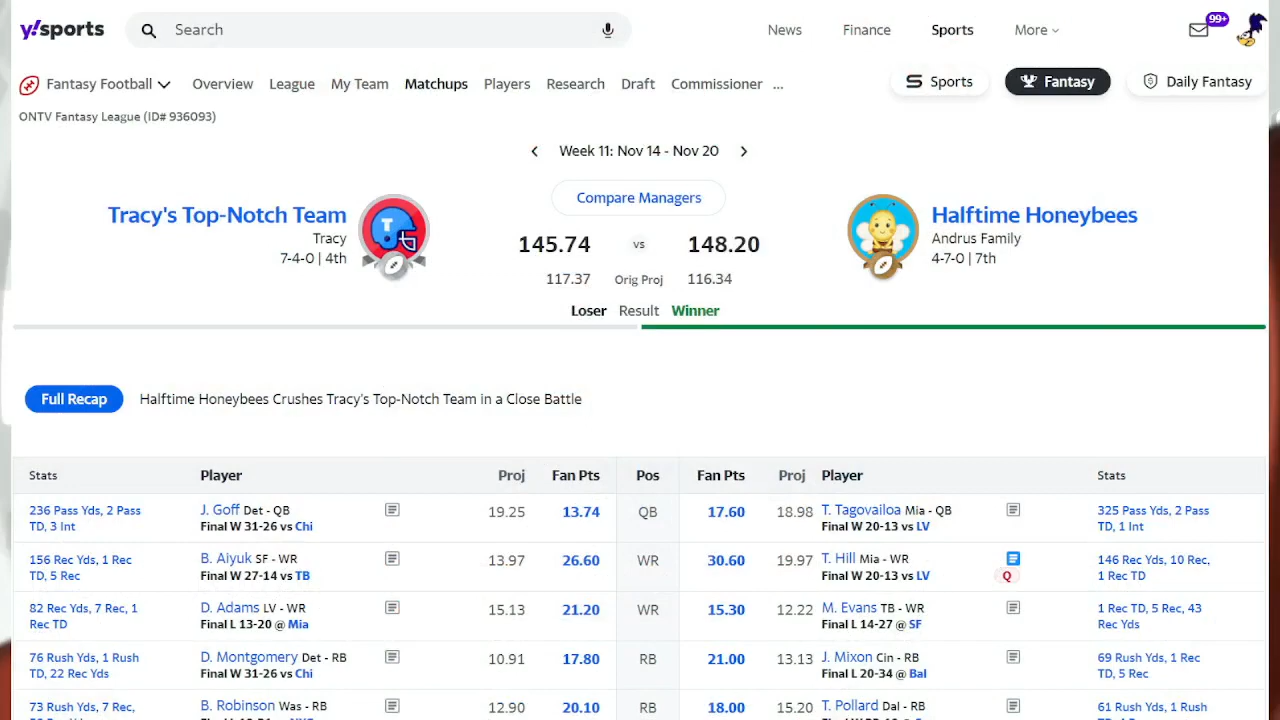 y!sports Search News Finance Sports More 99+
Fantasy Football Overview League My Team Matchups Players Research Draft Commissioner ... Sports Fantasy Daily Fantasy
ONTV Fantasy League (ID# 936093)
Week 11: Nov 14 - Nov 20
Compare Managers
Tracy's Top-Notch Team
Tracy
7-4-0 | 4th
T
145.74 vs 148.20
117.37 Orig Proj 116.34
Loser Result Winner
Halftime Honeybees
Andrus Family
4-7-0 | 7th
Full Recap Halftime Honeybees Crushes Tracy's Top-Notch Team in a Close Battle
Stats Player Proj Fan Pts Pos Fan Pts Proj Player Stats
236 Pass Yds, 2 Pass J. Goff Det - QB 19.25 13.74 QB 17.60 18.98 T. Tagovailoa Mia - QB 325 Pass Yds, 2 Pass
TD, 3 Int Final W 31-26 vs Chi Final W 20-13 vs LV TD, 1 Int
156 Rec Yds, 1 Rec B. Aiyuk SF - WR 13.97 26.60 WR 30.60 19.97 T. Hill Mia - WR 146 Rec Yds, 10 Rec,
TD, 5 Rec Final W 27-14 vs TB Final W 20-13 vs LV Q 1 Rec TD
82 Rec Yds, 7 Rec, 1 D. Adams LV - WR 15.13 21.20 WR 15.30 12.22 M. Evans TB - WR 1 Rec TD, 5 Rec, 43
Rec TD Final L 13-20 @ Mia Final L 14-27 @ SF Rec Yds
76 Rush Yds, 1 Rush D. Montgomery Det - RB 10.91 17.80 RB 21.00 13.13 J. Mixon Cin - RB 69 Rush Yds, 1 Rec
TD, 22 Rec Yds Final W 31-26 vs Chi Final L 20-34 @ Bal TD, 5 Rec
73 Rush Yds, 7 Rec, B. Robinson Was - RB 12.90 20.10 RB 18.00 15.20 T. Pollard Dal - RB 61 Rush Yds, 1 Rush